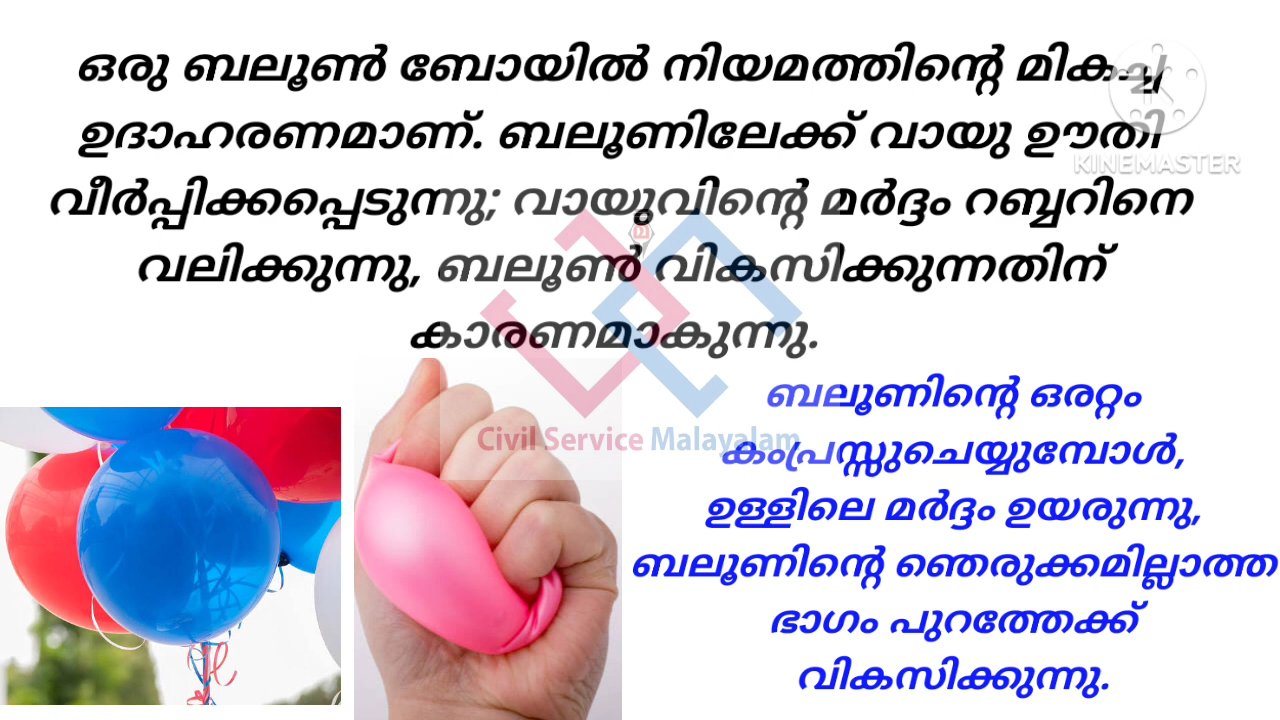 ഒരു ബലൂൺ ബോയിൽ നിയമത്തിന്റെ മികച്ച
ഉദാഹരണമാണ്. ബലൂണിലേക്ക് വായു ഊതി
വീർപ്പിക്കപ്പെടുന്നു; വായുവിന്റെ മർദ്ദം റബ്ബറിനെ
വലിക്കുന്നു, ബലൂൺ വികസിക്കുന്നതിന്
കാരണമാകുന്നു.
KINEMASTER
Civil Service Malayalam
ബലൂണിന്റെ ഒരറ്റം
കംപ്രസ്സുചെയ്യുമ്പോൾ,
ഉള്ളിലെ മർദ്ദം ഉയരുന്നു,
ബലൂണിന്റെ ഞെരുക്കമില്ലാത്ത
ഭാഗം പുറത്തേക്ക്
വികസിക്കുന്നു.